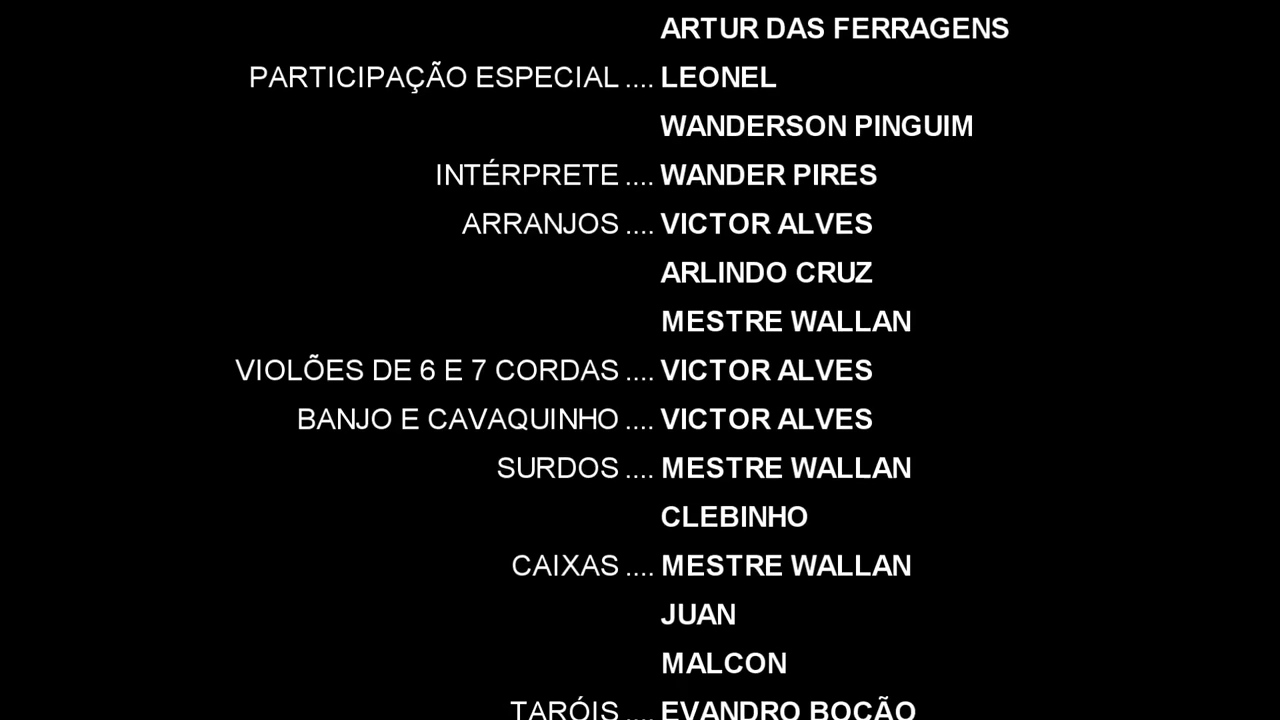 ARTUR DAS FERRAGENS
PARTICIPAÇÃO ESPECIAL .... LEONEL
WANDERSON PINGUIM
INTÉRPRETE .... WANDER PIRES
ARRANJOS .... VICTOR ALVES
ARLINDO CRUZ
MESTRE WALLAN
VIOLÕES DE 6 E 7 CORDAS .... VICTOR ALVES
BANJO E CAVAQUINHO .... VICTOR ALVES
SURDOS .... MESTRE WALLAN
CLEBINHO
CAIXAS .... MESTRE WALLAN
JUAN
MALCON
TARÓIS .... EVANDRO BOCÃO